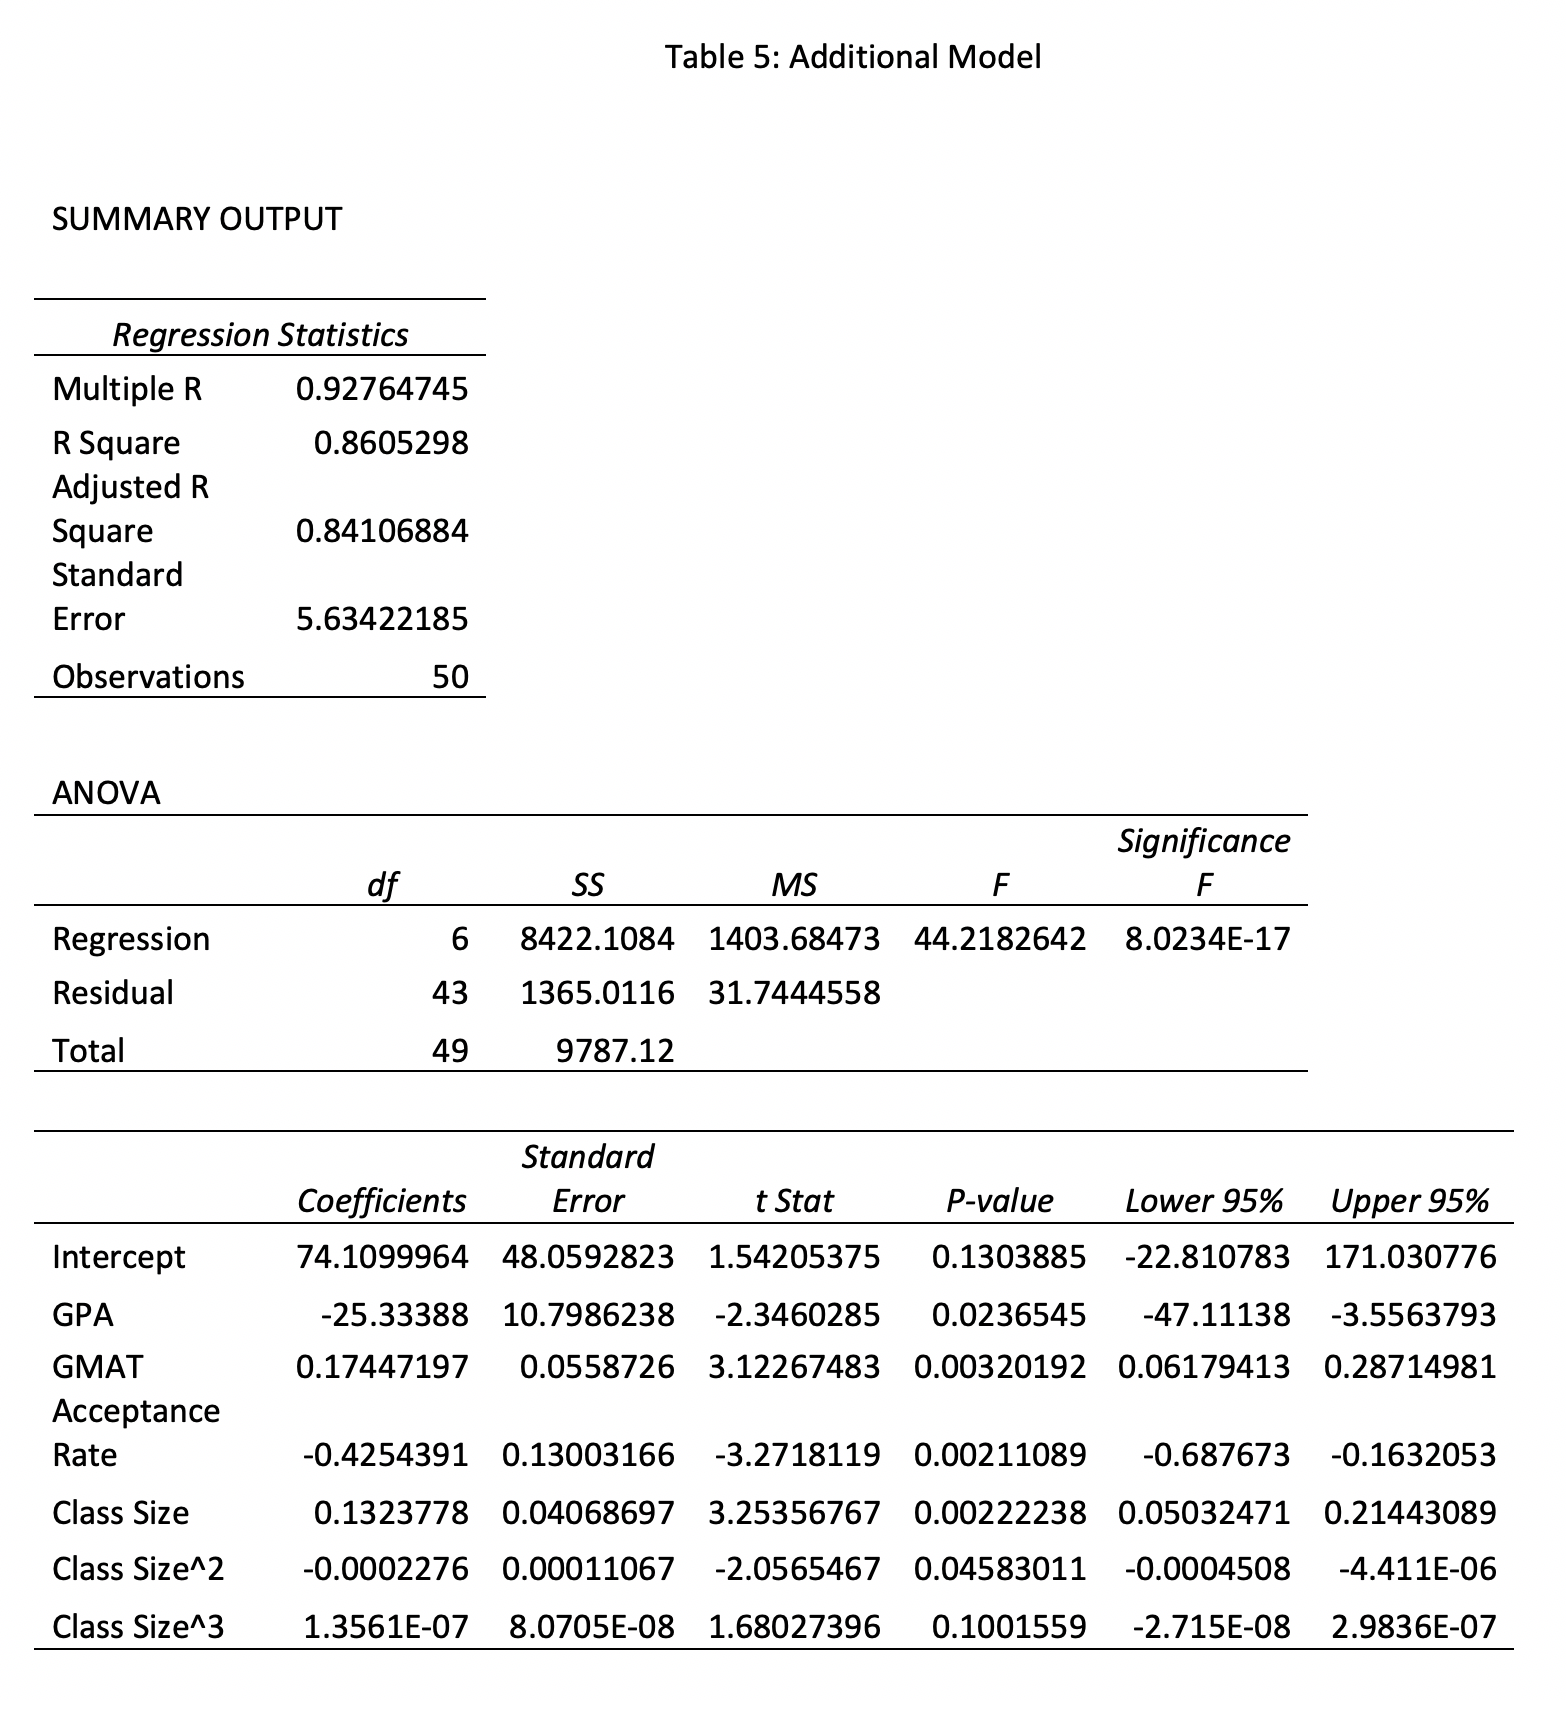 Table 5: Additional Model
SUMMARY OUTPUT
Regression Statistics
Multiple R 0.92764745
R Square 0.8605298
Adjusted R
Square 0.84106884
Standard
Error 5.63422185
Observations 50
ANOVA
Significance
df SS MS F F
Regression 6 8422.1084 1403.68473 44.2182642 8.0234E-17
Residual 43 1365.0116 31.7444558
Total 49 9787.12
Standard
Coefficients Error t Stat P-value Lower 95% Upper 95%
Intercept 74.1099964 48.0592823 1.54205375 0.1303885 -22.810783 171.030776
GPA -25.33388 10.7986238 -2.3460285 0.0236545 -47.11138 -3.5563793
GMAT 0.17447197 0.0558726 3.12267483 0.00320192 0.06179413 0.28714981
Acceptance
Rate -0.4254391 0.13003166 -3.2718119 0.00211089 -0.687673 -0.1632053
Class Size 0.1323778 0.04068697 3.25356767 0.00222238 0.05032471 0.21443089
Class Size^2 -0.0002276 0.00011067 -2.0565467 0.04583011 -0.0004508 -4.411E-06
Class Size^3 1.3561E-07 8.0705E-08 1.68027396 0.1001559 -2.715E-08 2.9836E-07